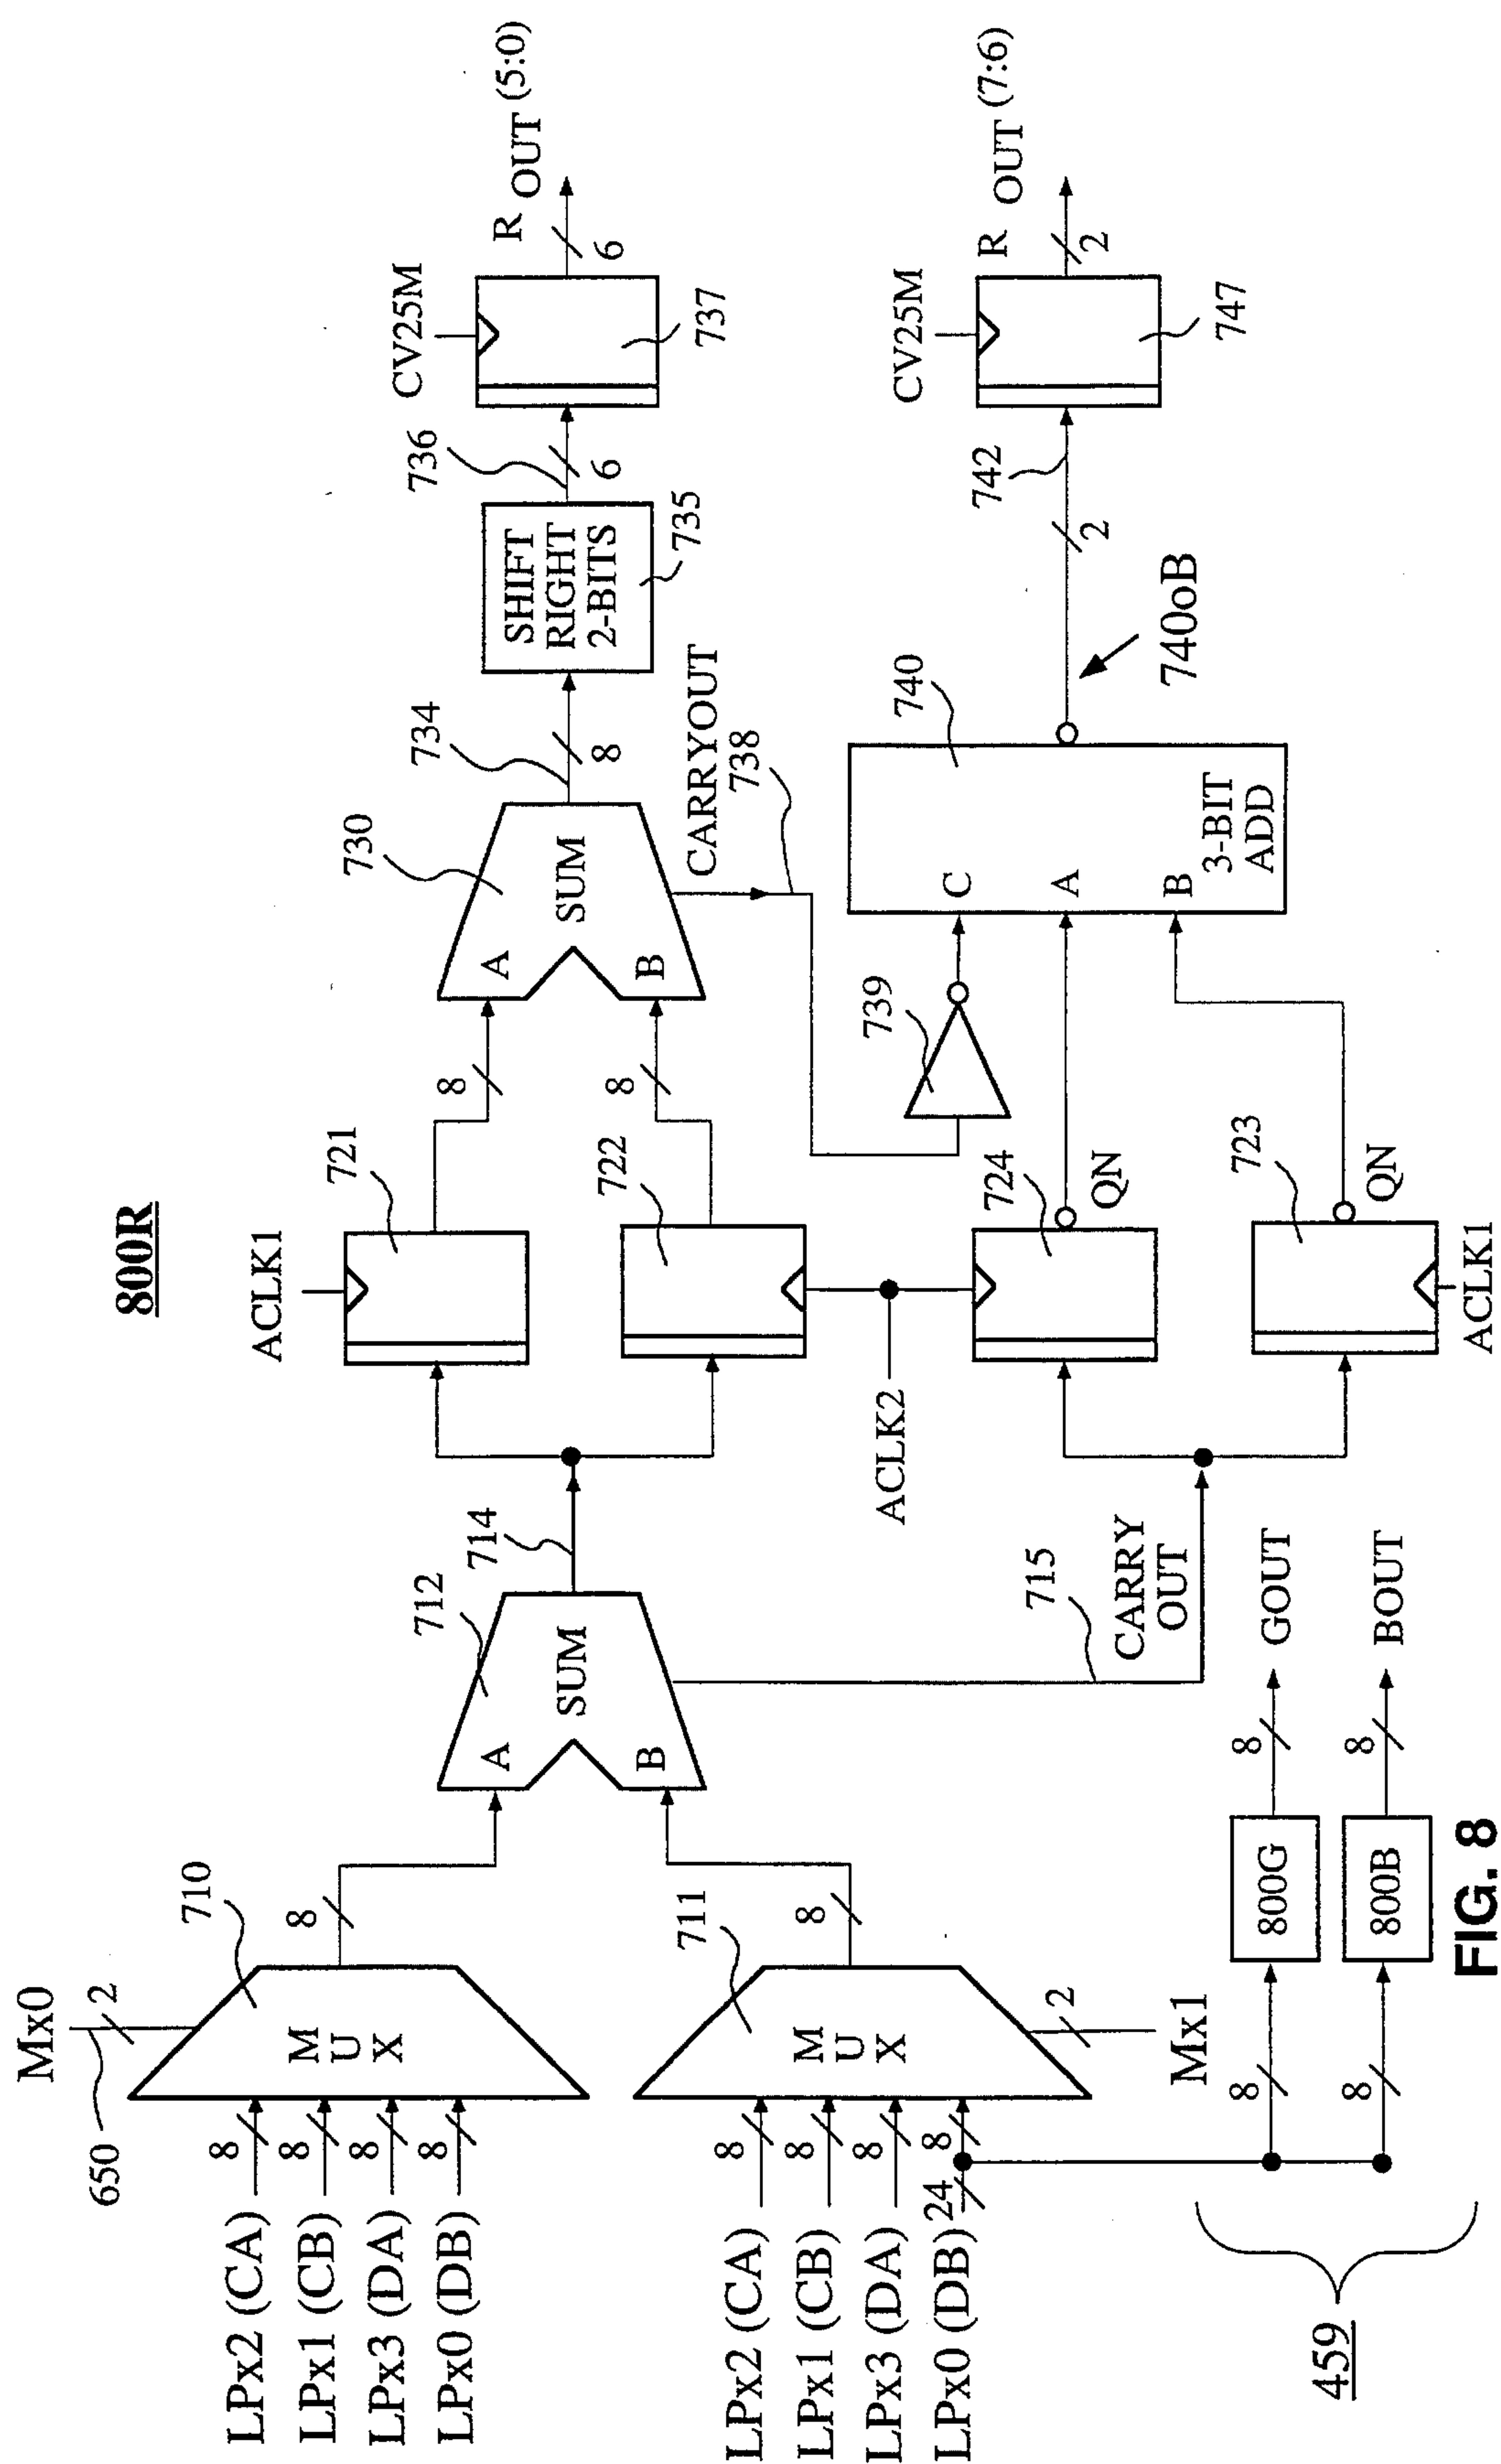 800R
Mx0
650
2
710
LPx2 (CA)
8
LPx1 (CB)
8
LPx3 (DA)
8
LPx0 (DB)
8
MUX
8
LPx2 (CA)
8
LPx1 (CB)
8
LPx3 (DA)
8
LPx0 (DB)
24
8
MUX
711
8
2
Mx1
712
A
B
SUM
714
715
CARRY
OUT
ACLK1
721
8
722
8
ACLK2
724
QN
723
QN
ACLK1
730
A
B
SUM
734
8
CARRYOUT
738
739
740
C
A
B
3-BIT
ADD
740oB
SHIFT
RIGHT
2-BITS
735
736
6
CV25M
737
6
R OUT (5:0)
742
2
CV25M
747
2
R OUT (7:6)
459
8
800G
8
GOUT
8
800B
8
BOUT
FIG. 8